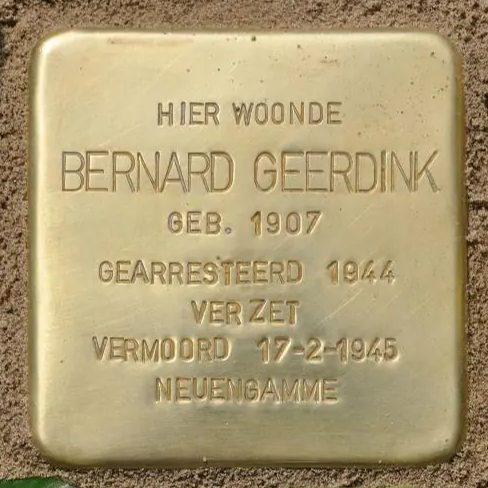 HIER WOONDE
BERNARD GEERDINK
GEB. 1907
GEARRESTEERD 1944
VERZET
VERMOORD 17-2-1945
NEUENGAMME